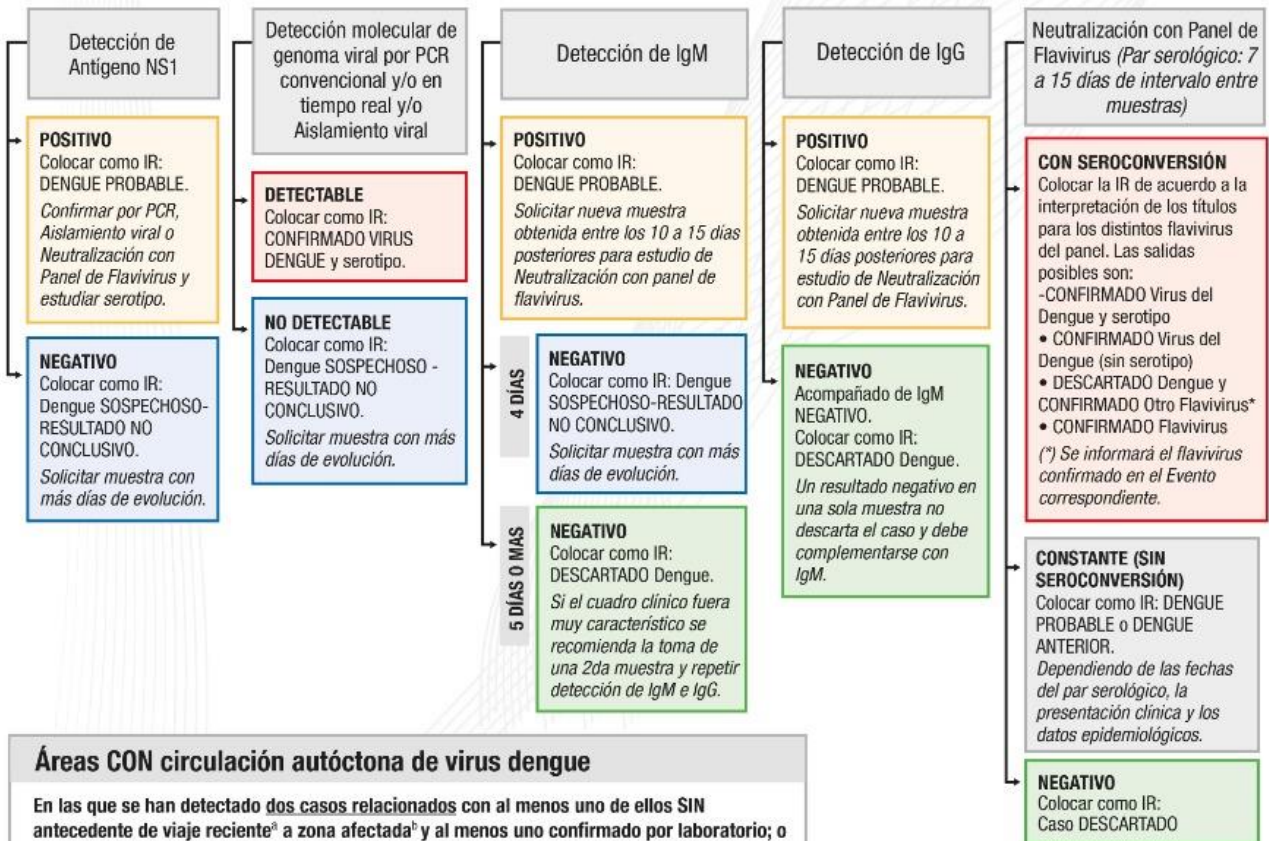 Detección de
Antígeno NS1
POSITIVO
Colocar como IR:
DENGUE PROBABLE.
Confirmar por PCR,
Aislamiento viral o
Neutralización con
Panel de Flavivirus y
estudiar serotipo.
NEGATIVO
Colocar como IR:
Dengue SOSPECHOSO-
RESULTADO NO
CONCLUSIVO.
Solicitar muestra con
más días de evolución.
Detección molecular de
genoma viral por PCR
convencional y/o en
tiempo real y/o
Aislamiento viral
DETECTABLE
Colocar como IR:
CONFIRMADO VIRUS
DENGUE y serotipo.
NO DETECTABLE
Colocar como IR:
Dengue SOSPECHOSO -
RESULTADO NO
CONCLUSIVO.
Solicitar muestra con más
días de evolución.
Detección de IgM
POSITIVO
Colocar como IR:
DENGUE PROBABLE.
Solicitar nueva muestra
obtenida entre los 10 a 15 días
posteriores para estudio de
Neutralización con panel de
flavivirus.
4 DÍAS
NEGATIVO
Colocar como IR: Dengue
SOSPECHOSO-RESULTADO
NO CONCLUSIVO.
Solicitar muestra con más
días de evolución.
5 DÍAS O MAS
NEGATIVO
Colocar como IR:
DESCARTADO Dengue.
Si el cuadro clínico fuera
muy característico se
recomienda la toma de
una 2da muestra y repetir
detección de IgM e IgG.
Detección de IgG
POSITIVO
Colocar como IR:
DENGUE PROBABLE.
Solicitar nueva muestra
obtenida entre los 10 a
15 días posteriores para
estudio de Neutralización
con Panel de Flavivirus.
NEGATIVO
Acompañado de IgM
NEGATIVO.
Colocar como IR:
DESCARTADO Dengue.
Un resultado negativo en
una sola muestra no
descarta el caso y debe
complementarse con
IgM.
Neutralización con Panel de
Flavivirus (Par serológico: 7
a 15 días de intervalo entre
muestras)
CON SEROCONVERSIÓN
Colocar la IR de acuerdo a la
interpretación de los títulos
para los distintos flavivirus
del panel. Las salidas
posibles son:
-CONFIRMADO Virus del
Dengue y serotipo
• CONFIRMADO Virus del
Dengue (sin serotipo)
• DESCARTADO Dengue y
CONFIRMADO Otro Flavivirus*
• CONFIRMADO Flavivirus
(*) Se informará el flavivirus
confirmado en el Evento
correspondiente.
CONSTANTE (SIN
SEROCONVERSIÓN)
Colocar como IR: DENGUE
PROBABLE o DENGUE
ANTERIOR.
Dependiendo de las fechas
del par serológico, la
presentación clínica y los
datos epidemiológicos.
NEGATIVO
Colocar como IR:
Caso DESCARTADO
Áreas CON circulación autóctona de virus dengue
En las que se han detectado dos casos relacionados con al menos uno de ellos SIN
antecedente de viaje recienteª a zona afectadaᵇ y al menos uno confirmado por laboratorio; o